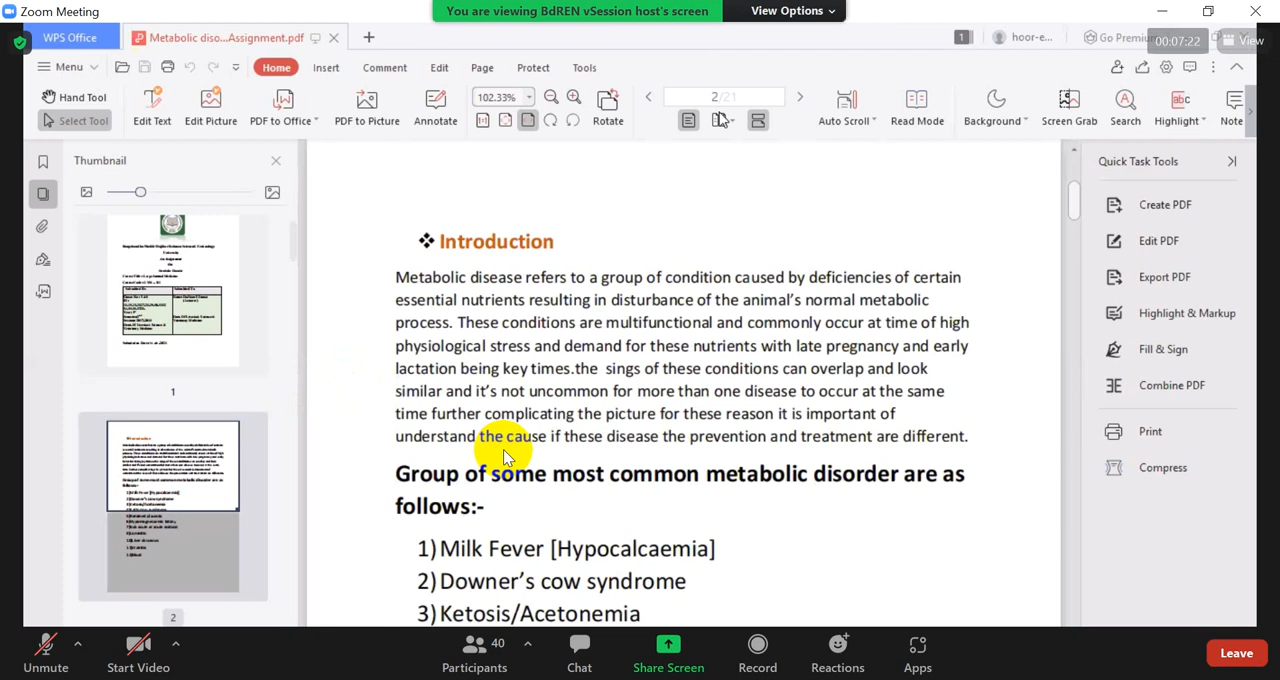 Zoom Meeting
You are viewing BdREN vSession host's screen
View Options
WPS Office
Metabolic diso...Assignment.pdf
1
hoor-e...
Go Premium
00:07:22
View
Menu
Home
Insert
Comment
Edit
Page
Protect
Tools
Hand Tool
Select Tool
Edit Text
Edit Picture
PDF to Office
PDF to Picture
Annotate
102.33%
Rotate
2/21
Auto Scroll
Read Mode
Background
Screen Grab
Search
Highlight
Note
Thumbnail
1
2
Introduction
Metabolic disease refers to a group of condition caused by deficiencies of certain
essential nutrients resulting in disturbance of the animal's normal metabolic
process. These conditions are multifunctional and commonly occur at time of high
physiological stress and demand for these nutrients with late pregnancy and early
lactation being key times.the sings of these conditions can overlap and look
similar and it's not uncommon for more than one disease to occur at the same
time further complicating the picture for these reason it is important of
understand the cause if these disease the prevention and treatment are different.
Group of some most common metabolic disorder are as
follows:-
1) Milk Fever [Hypocalcaemia]
2) Downer's cow syndrome
3) Ketosis/Acetonemia
Quick Task Tools
Create PDF
Edit PDF
Export PDF
Highlight & Markup
Fill & Sign
Combine PDF
Print
Compress
Unmute
Start Video
40
Participants
Chat
Share Screen
Record
Reactions
Apps
Leave